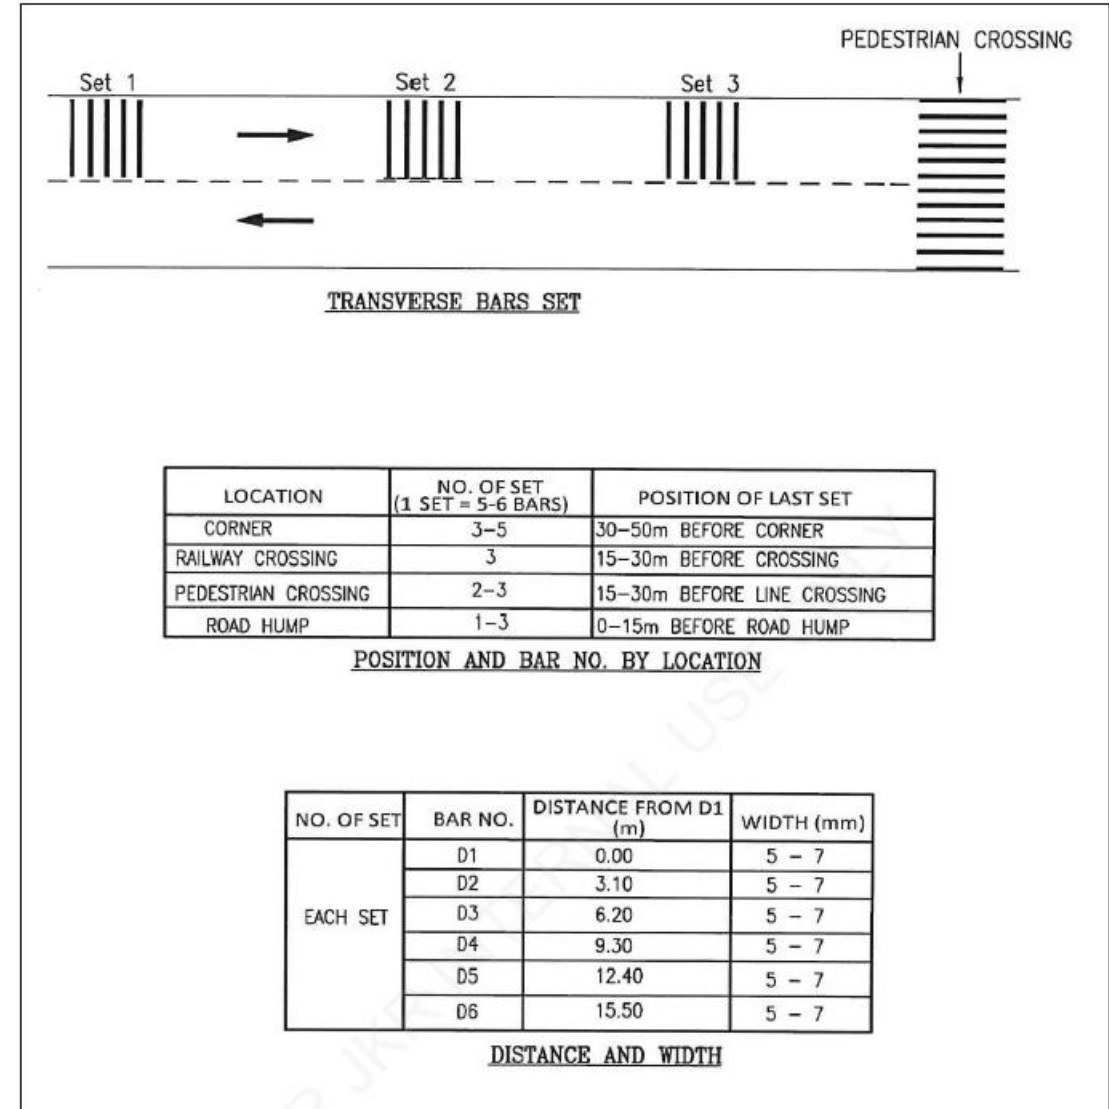 PEDESTRIAN CROSSING
Set 1 Set 2 Set 3
TRANSVERSE BARS SET
LOCATION NO. OF SET (1 SET = 5-6 BARS) POSITION OF LAST SET
CORNER 3-5 30-50m BEFORE CORNER
RAILWAY CROSSING 3 15-30m BEFORE CROSSING
PEDESTRIAN CROSSING 2-3 15-30m BEFORE LINE CROSSING
ROAD HUMP 1-3 0-15m BEFORE ROAD HUMP
POSITION AND BAR NO. BY LOCATION
NO. OF SET BAR NO. DISTANCE FROM D1 (m) WIDTH (mm)
EACH SET
D1 0.00 5 - 7
D2 3.10 5 - 7
D3 6.20 5 - 7
D4 9.30 5 - 7
D5 12.40 5 - 7
D6 15.50 5 - 7
DISTANCE AND WIDTH
JKR INTERNAL USE ONLY